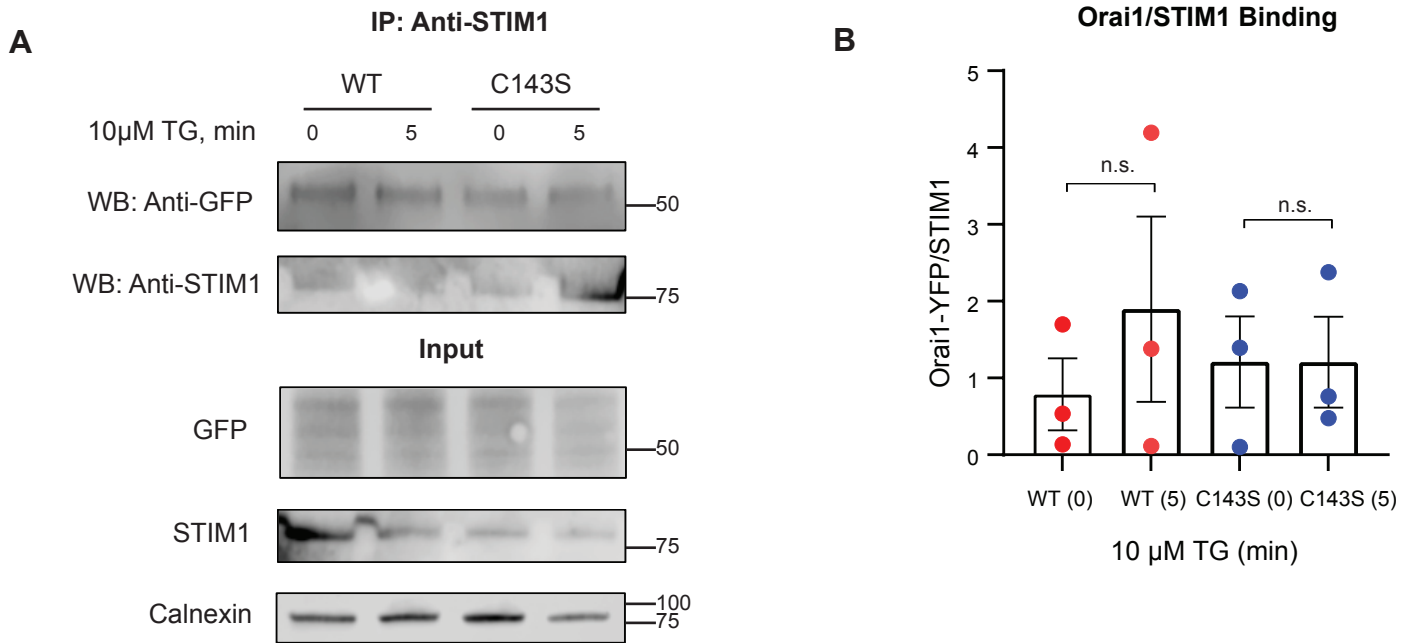 A
IP: Anti-STIM1
WT C143S
10µM TG, min 0 5 0 5
WB: Anti-GFP 50
WB: Anti-STIM1 75
Input
GFP 50
STIM1 75
Calnexin 100 75
B
Orai1/STIM1 Binding
Orai1-YFP/STIM1
5
4
3
2
1
0
n.s.
n.s.
WT (0) WT (5) C143S (0) C143S (5)
10 µM TG (min)